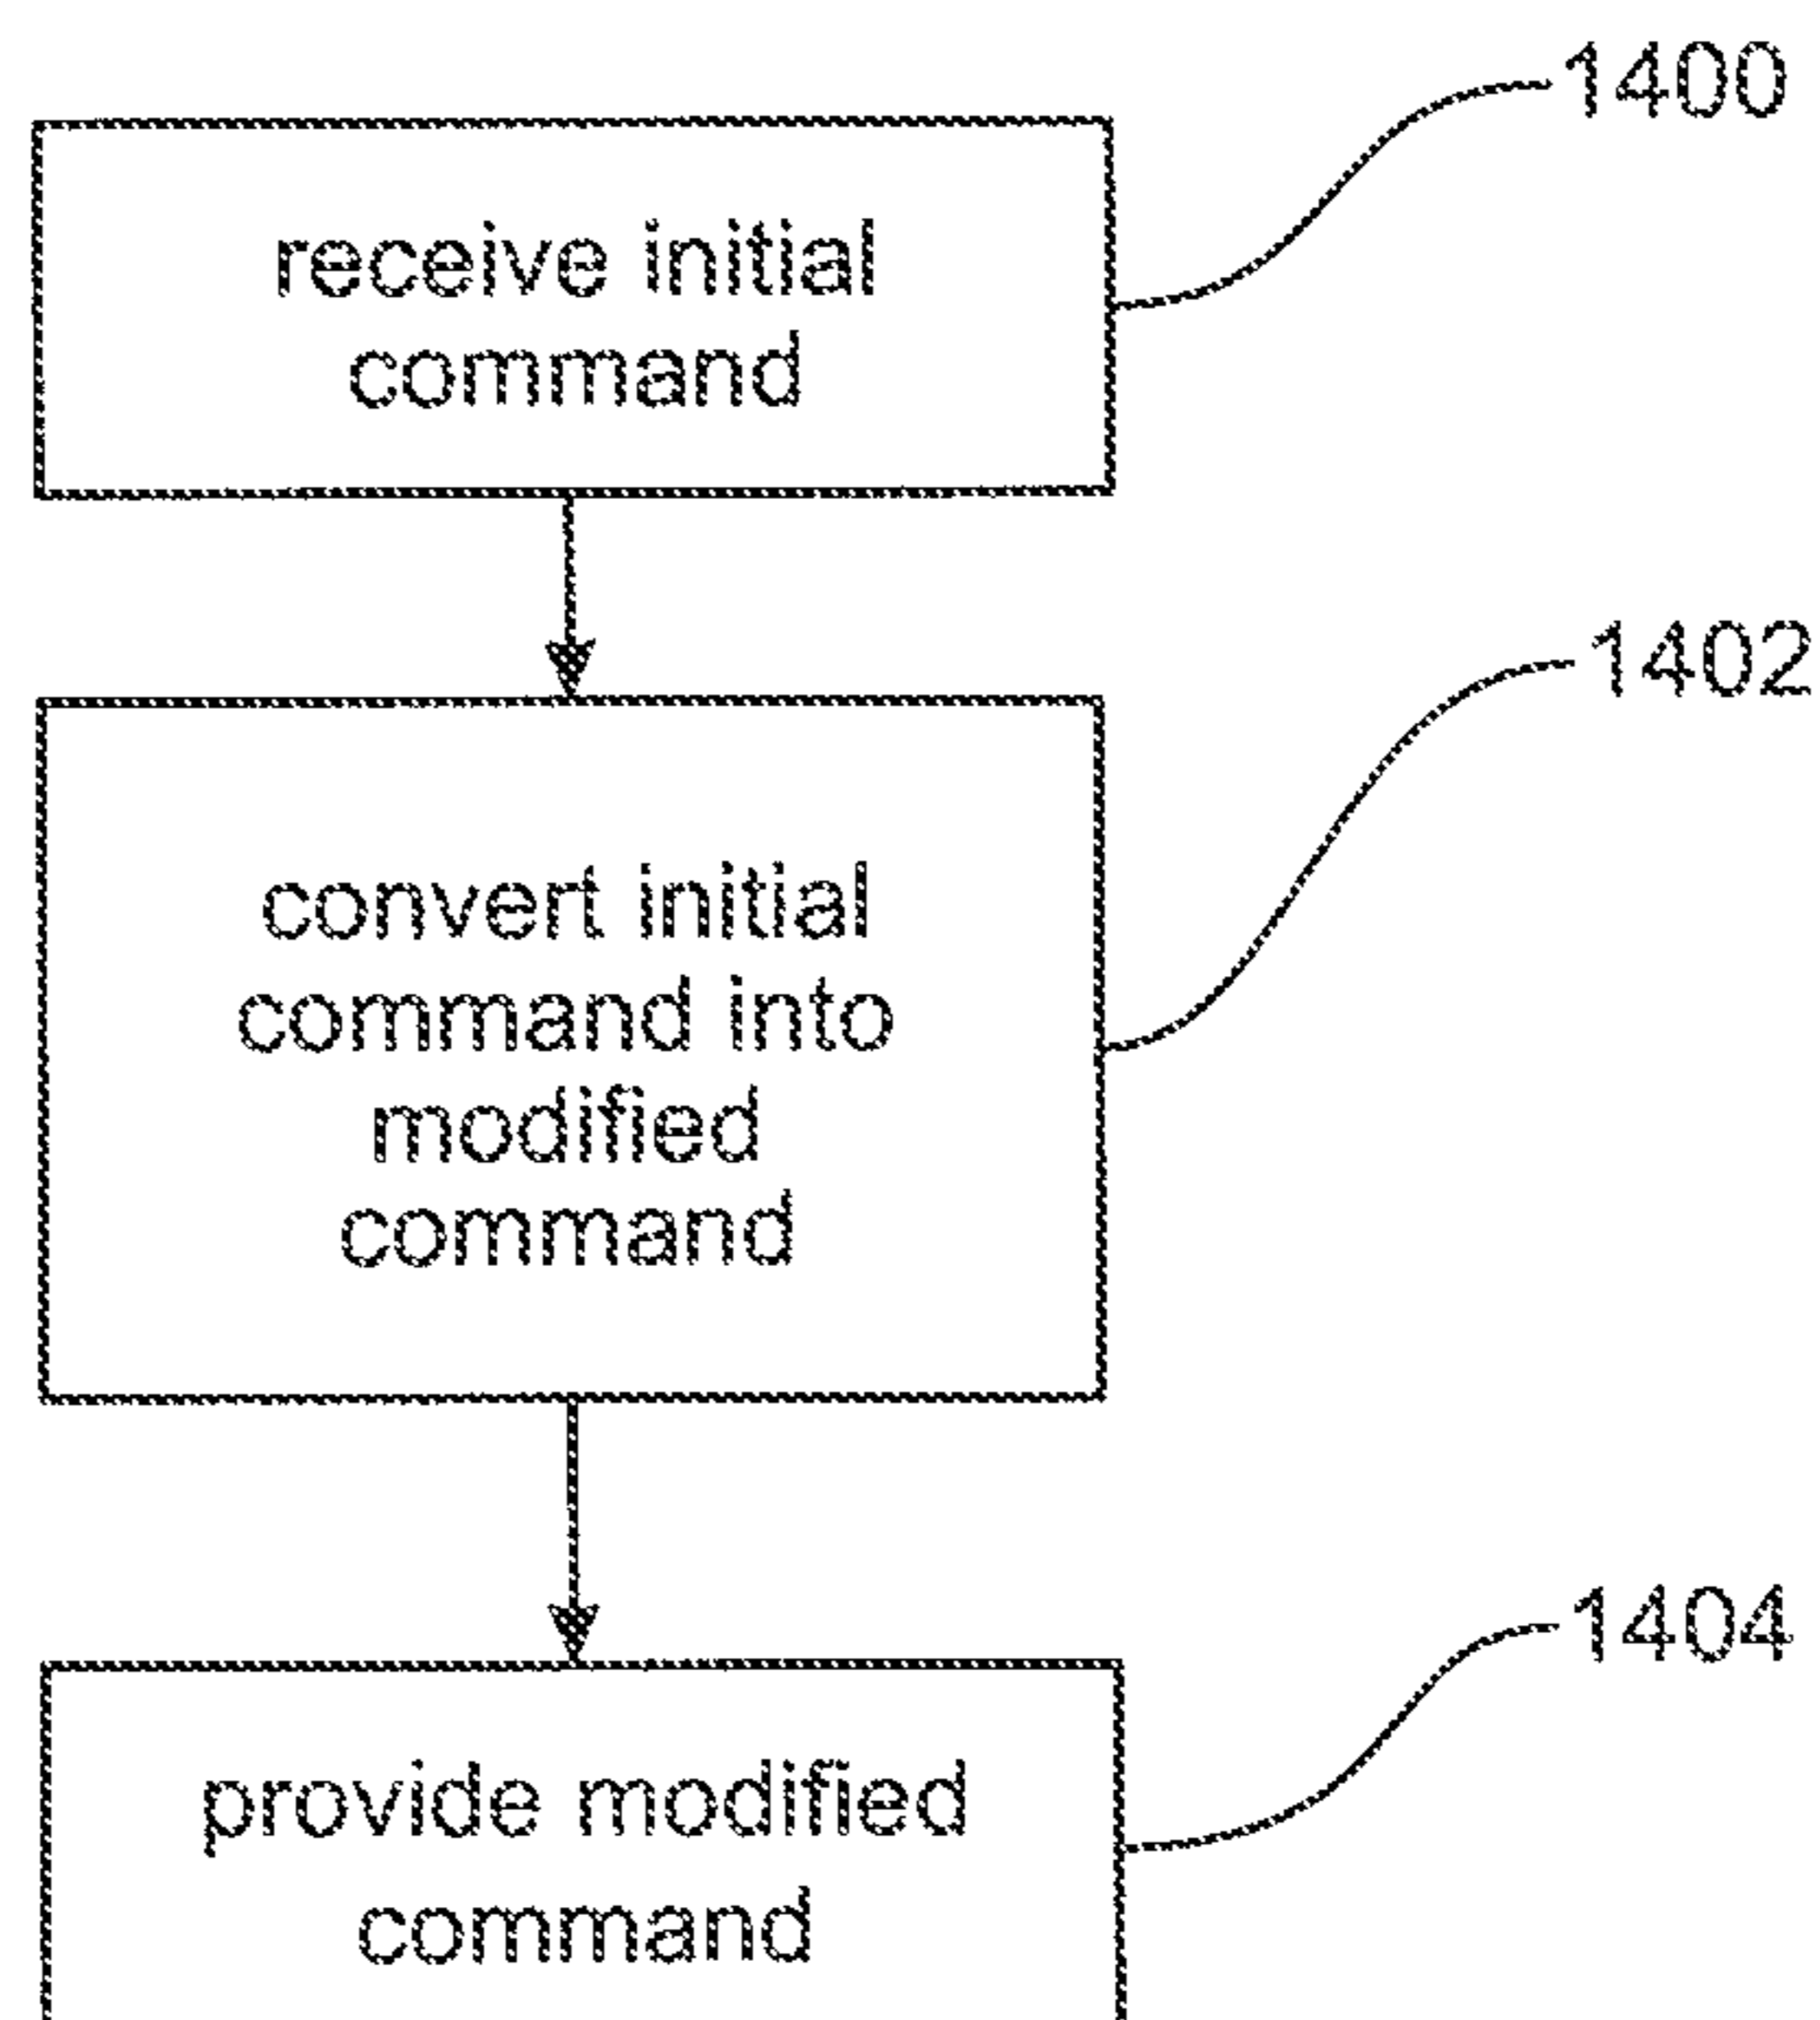 1400
receive initial
command
1402
convert initial
command into
modified
command
1404
provide modified
command